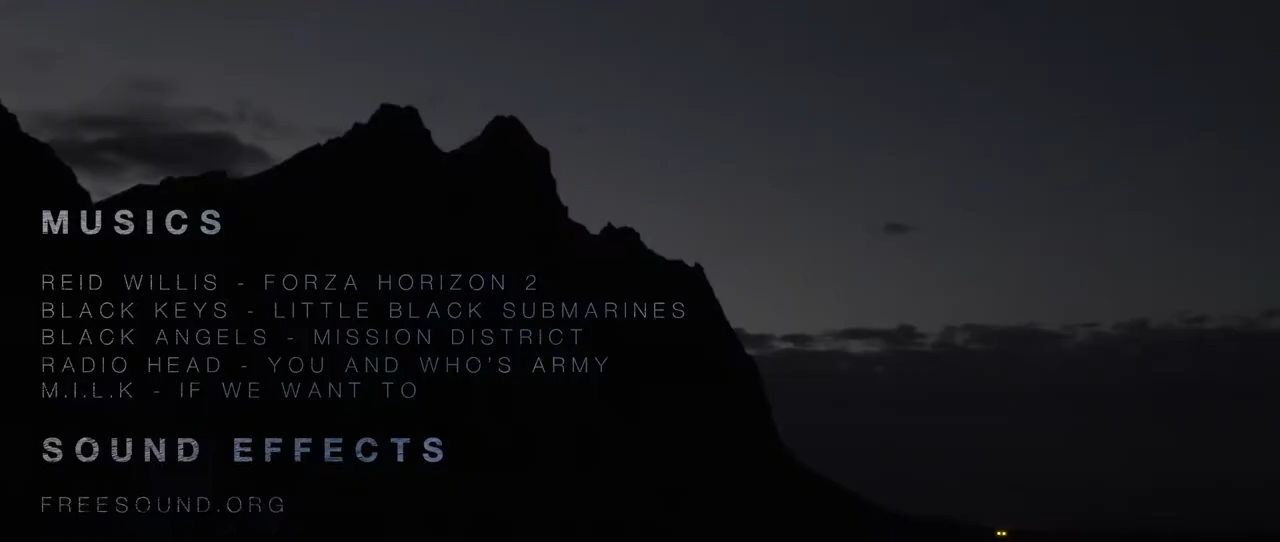 MUSICS
REID WILLIS - FORZA HORIZON 2
BLACK KEYS - LITTLE BLACK SUBMARINES
BLACK ANGELS - MISSION DISTRICT
RADIO HEAD - YOU AND WHO'S ARMY
M.I.L.K - IF WE WANT TO
SOUND EFFECTS
FREESOUND.ORG